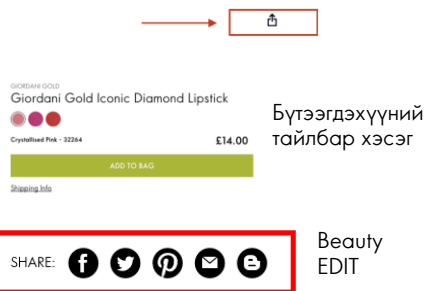 GIORDANI GOLD
Giordani Gold Iconic Diamond Lipstick
Crystallised Pink - 32264
£14.00
ADD TO BAG
Shipping Info
Бүтээгдэхүүний
тайлбар хэсэг
SHARE:
Beauty
EDIT